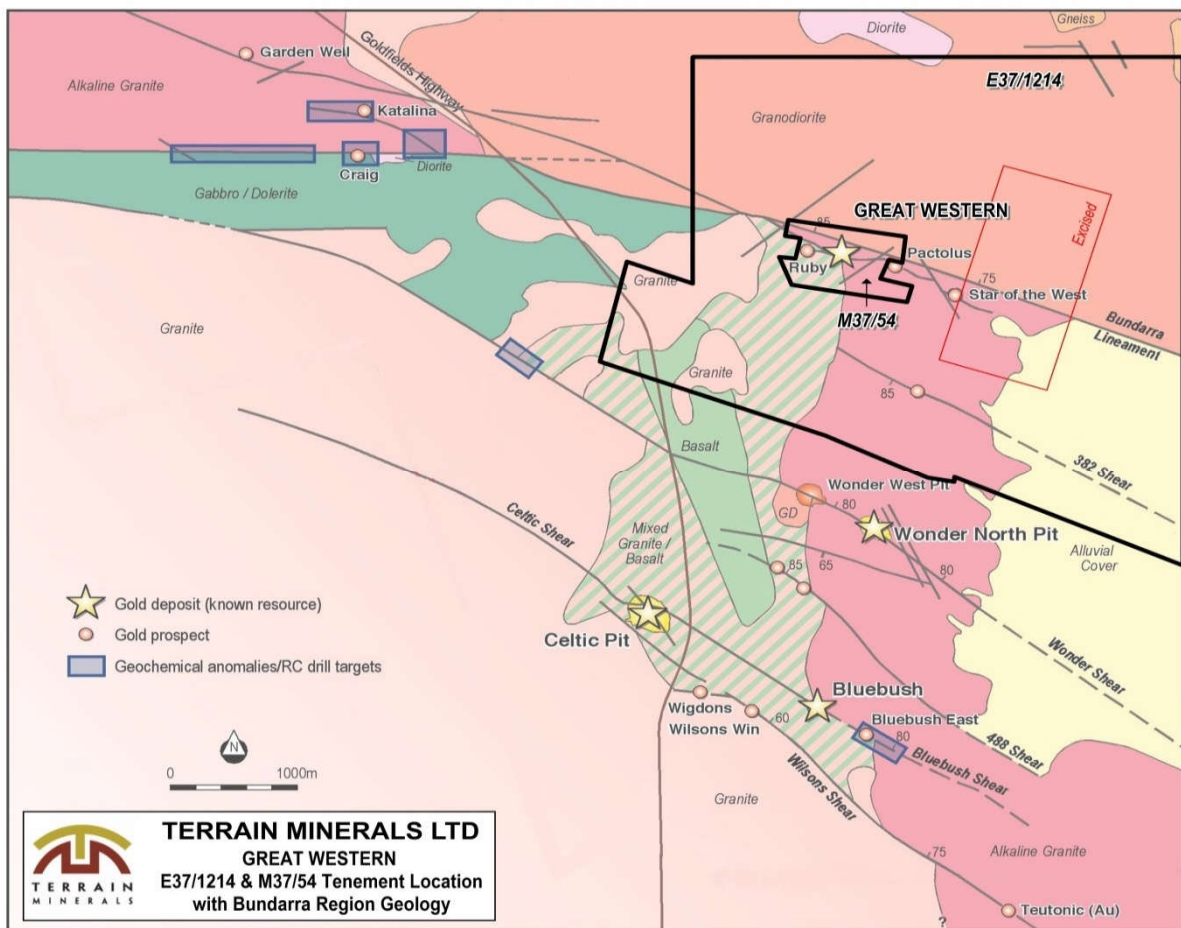 Gneiss
Diorite
Garden Well
Goldfields Highway
E37/1214
Alkaline Granite
Katalina
Granodiorite
Craig
Diorite
Gabbro / Dolerite
Excised
85
GREAT WESTERN
Ruby
Pactolus
Granite
75
Star of the West
M37/54
Bundarra
Lineament
Granite
Granite
85
Basalt
382 Shear
Wonder West Pit
80
GD
Celtic Shear
Wonder North Pit
Mixed
Granite /
Basalt
Alluvial
Cover
85
65
80
Gold deposit (known resource)
Gold prospect
Geochemical anomalies/RC drill targets
Celtic Pit
Wonder Shear
Bluebush
Wigdons
Wilsons Win
60
Bluebush East
80
488 Shear
Bluebush Shear
N
0
1000m
Wilsons Shear
Granite
75
Alkaline Granite
Teutonic (Au)
?
TERRAIN
MINERALS
TERRAIN MINERALS LTD
GREAT WESTERN
E37/1214 & M37/54 Tenement Location
with Bundarra Region Geology